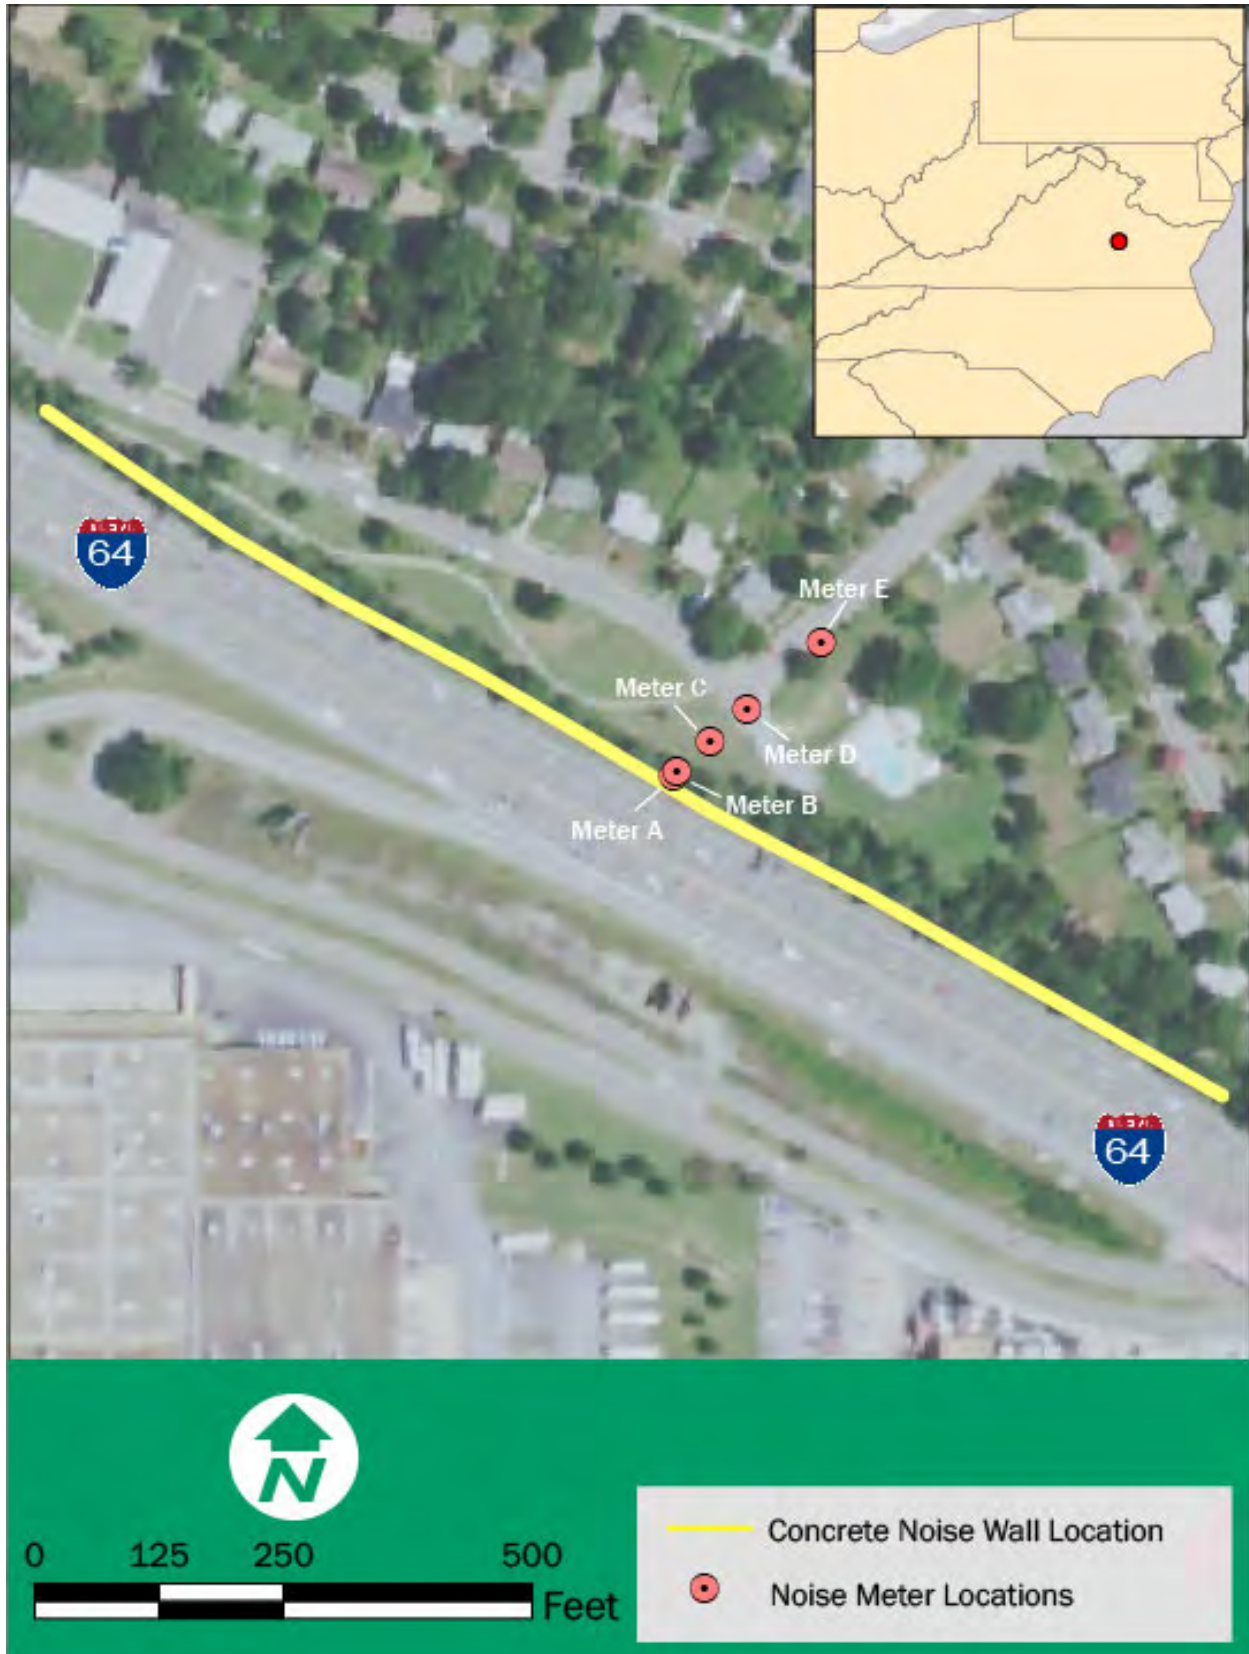 64
Meter E
Meter C
Meter D
Meter B
Meter A
64
N
0 125 250 500
Feet
Concrete Noise Wall Location
Noise Meter Locations